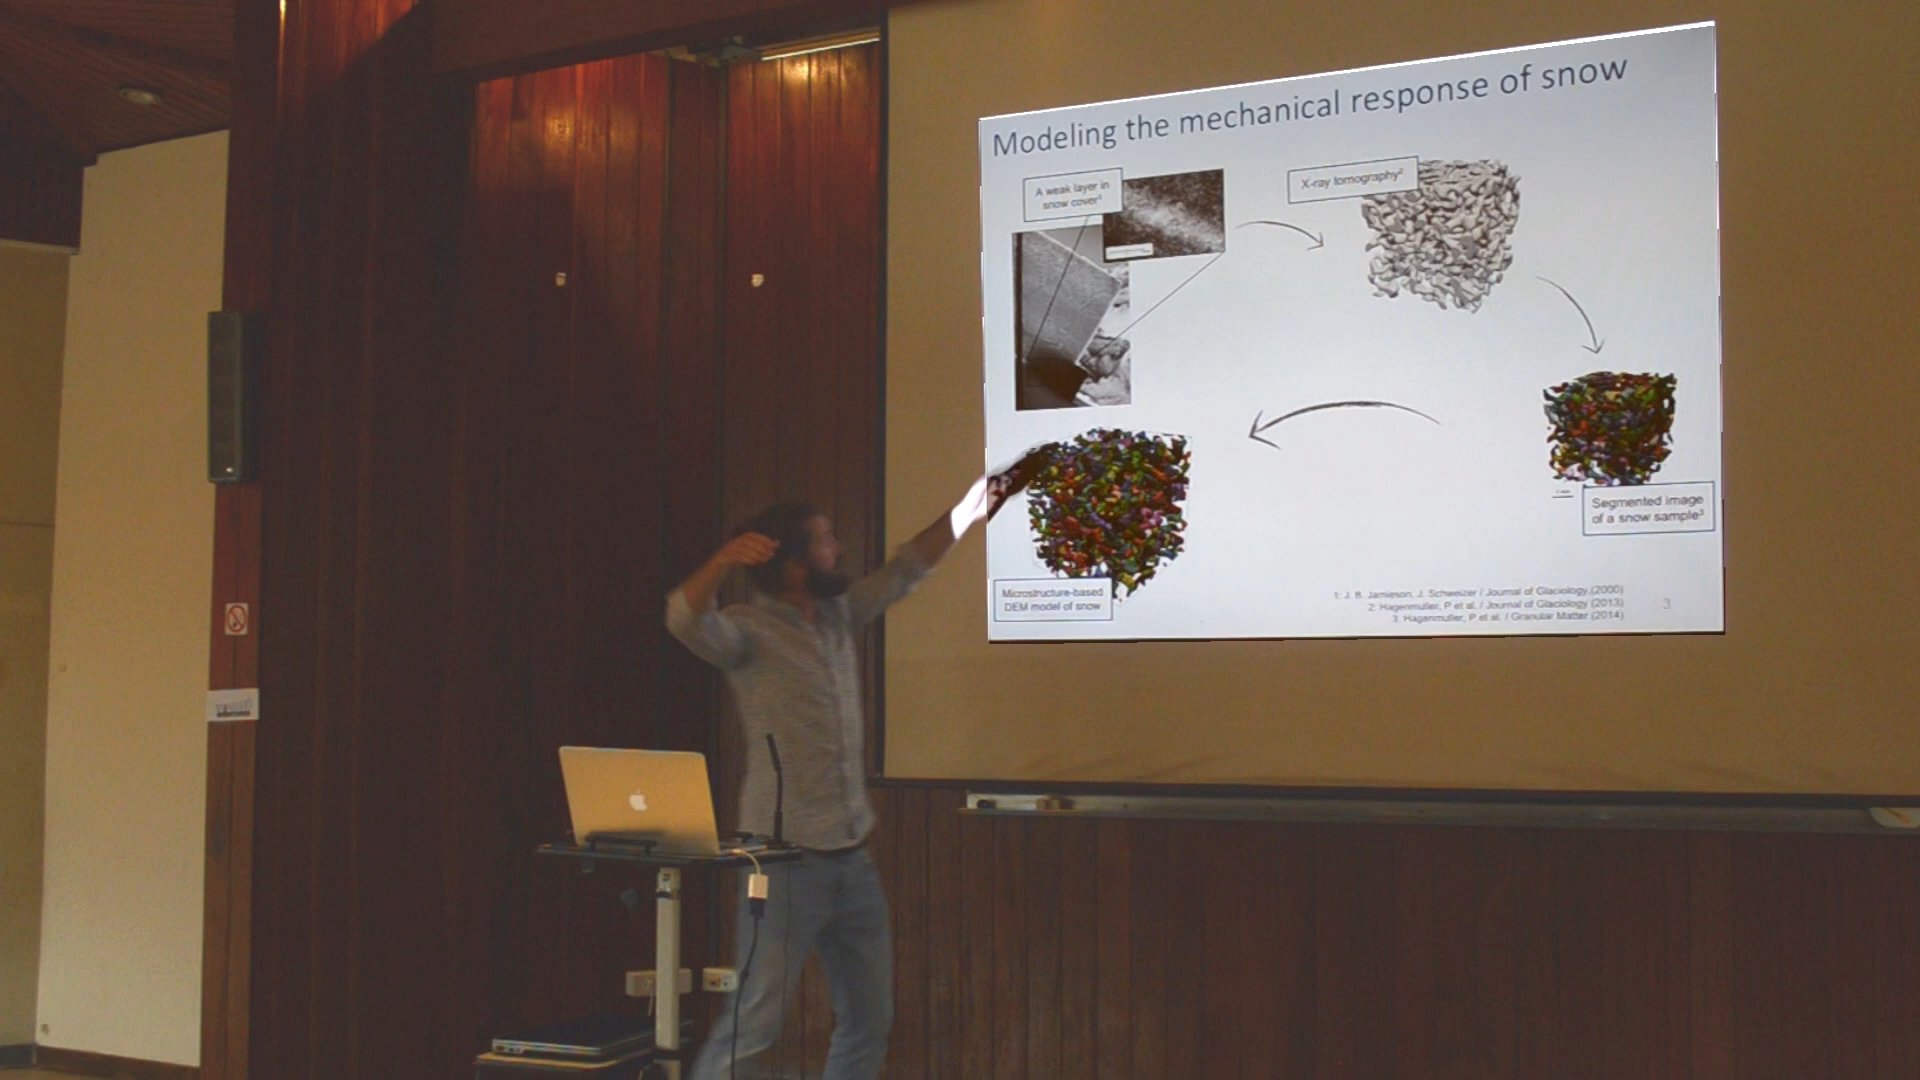 Modeling the mechanical response of snow
A weak layer in
snow cover¹
X-ray tomography²
Segmented image
of a snow sample³
Microstructure-based
DEM model of snow
1: J. B. Jamieson, J. Schweizer / Journal of Glaciology (2000)
2: Hagenmuller, P et al. / Journal of Glaciology (2013)
3: Hagenmuller, P et al. / Granular Matter (2014)
3